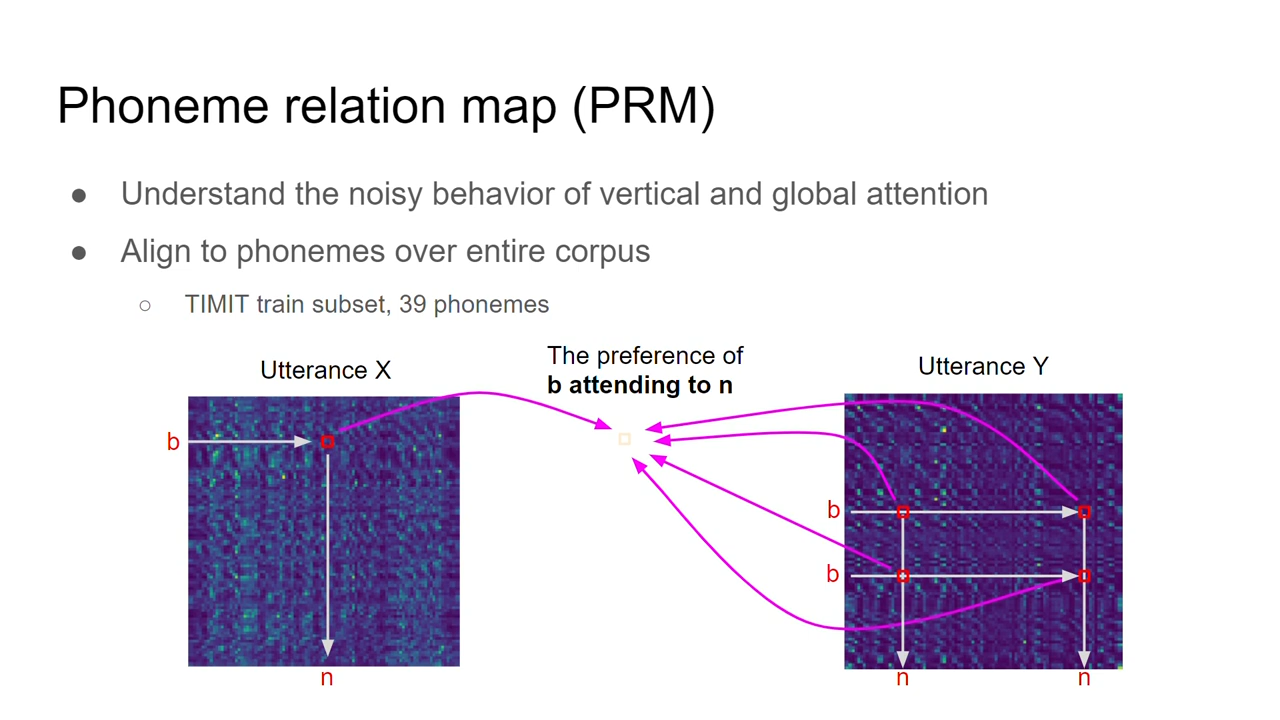 Phoneme relation map (PRM)
● Understand the noisy behavior of vertical and global attention
● Align to phonemes over entire corpus
○ TIMIT train subset, 39 phonemes
Utterance X
The preference of
b attending to n
Utterance Y
b
n
b
b
n n